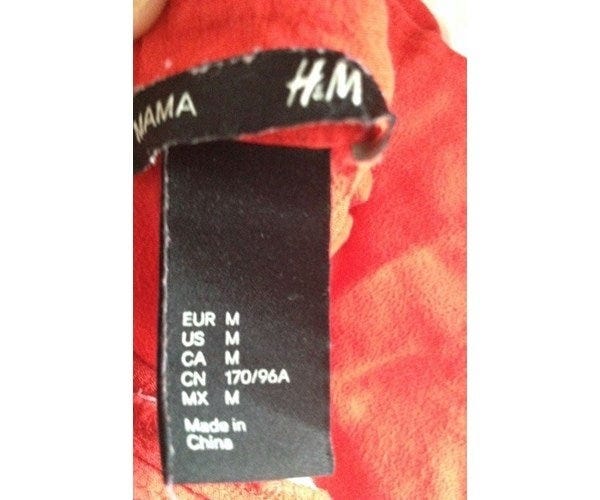 NAMA H&M
EUR M
US M
CA M
CN 170/96A
MX M
Made in
China